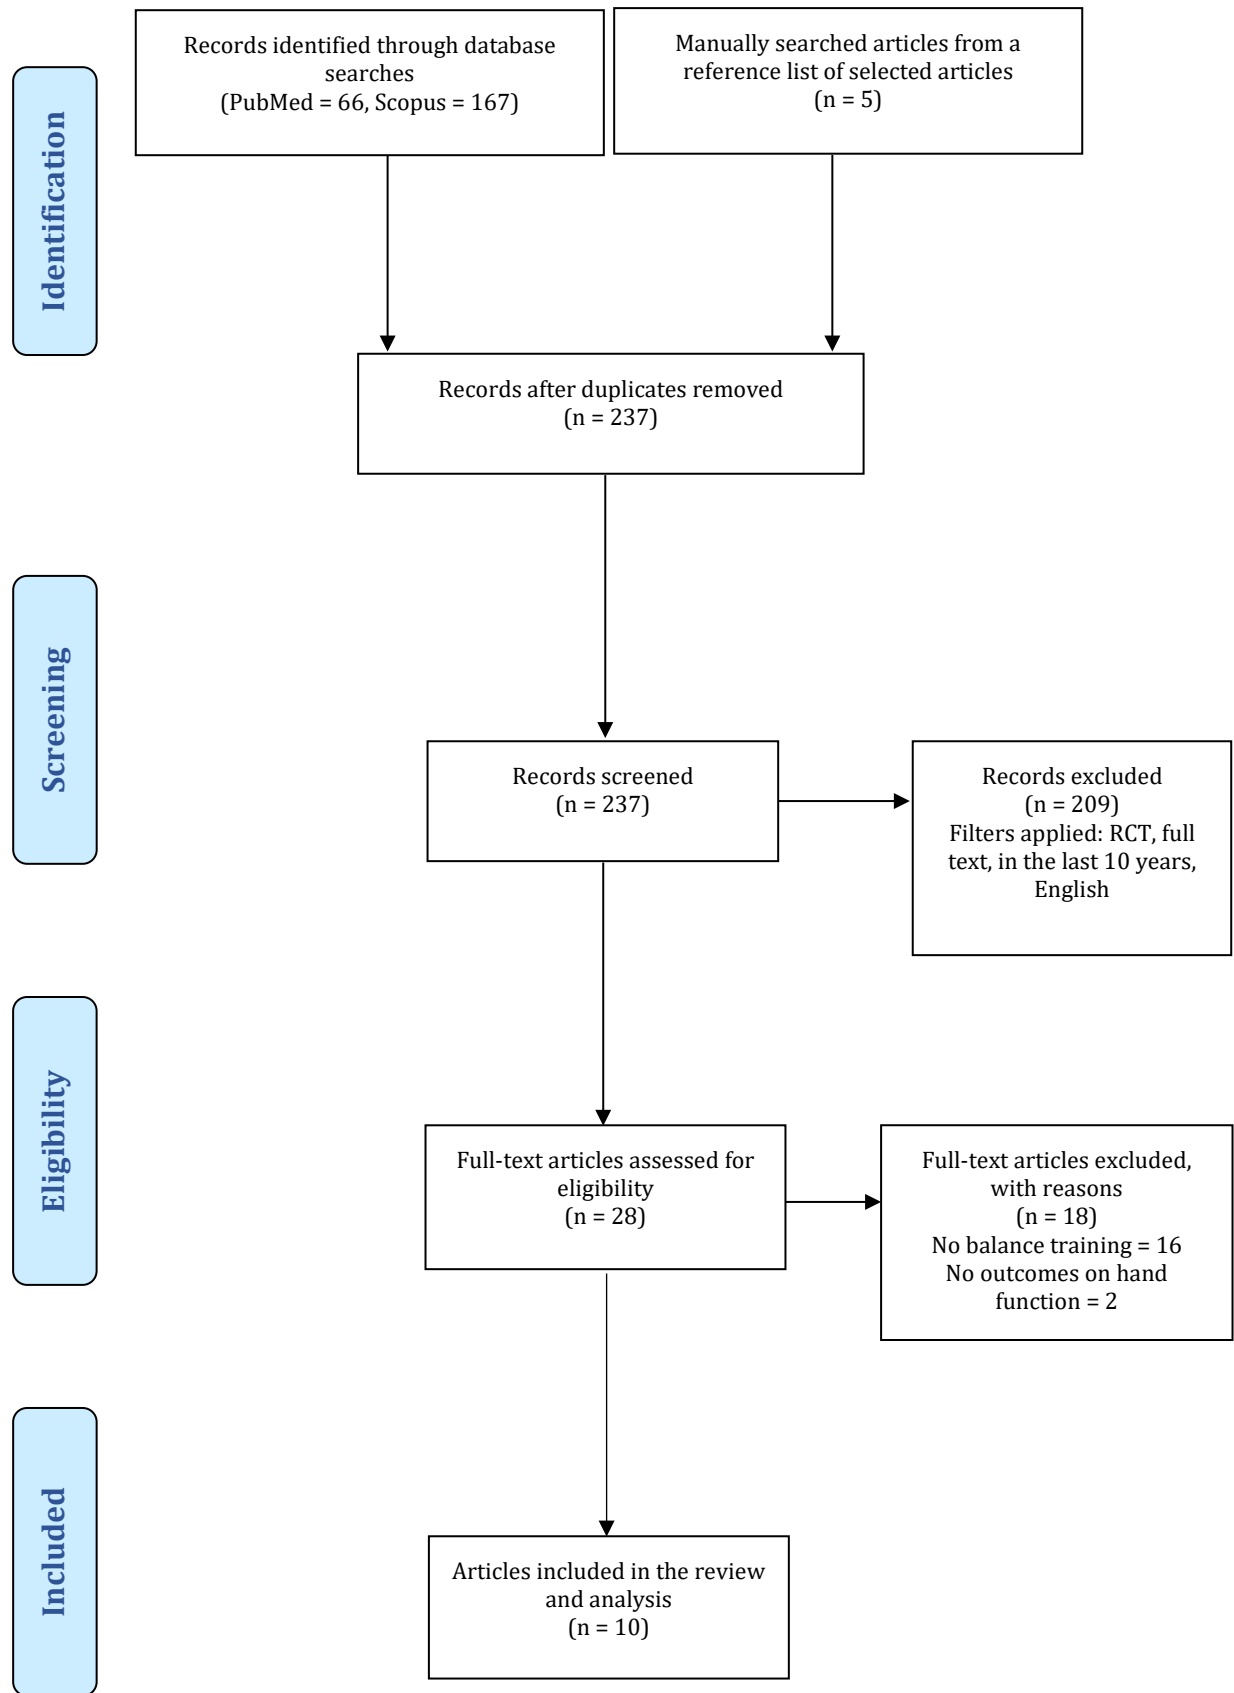 Identification
Records identified through database
searches
(PubMed = 66, Scopus = 167)
Manually searched articles from a
reference list of selected articles
(n = 5)
Records after duplicates removed
(n = 237)
Screening
Records screened
(n = 237)
Records excluded
(n = 209)
Filters applied: RCT, full
text, in the last 10 years,
English
Eligibility
Full-text articles assessed for
eligibility
(n = 28)
Full-text articles excluded,
with reasons
(n = 18)
No balance training = 16
No outcomes on hand
function = 2
Included
Articles included in the review
and analysis
(n = 10)